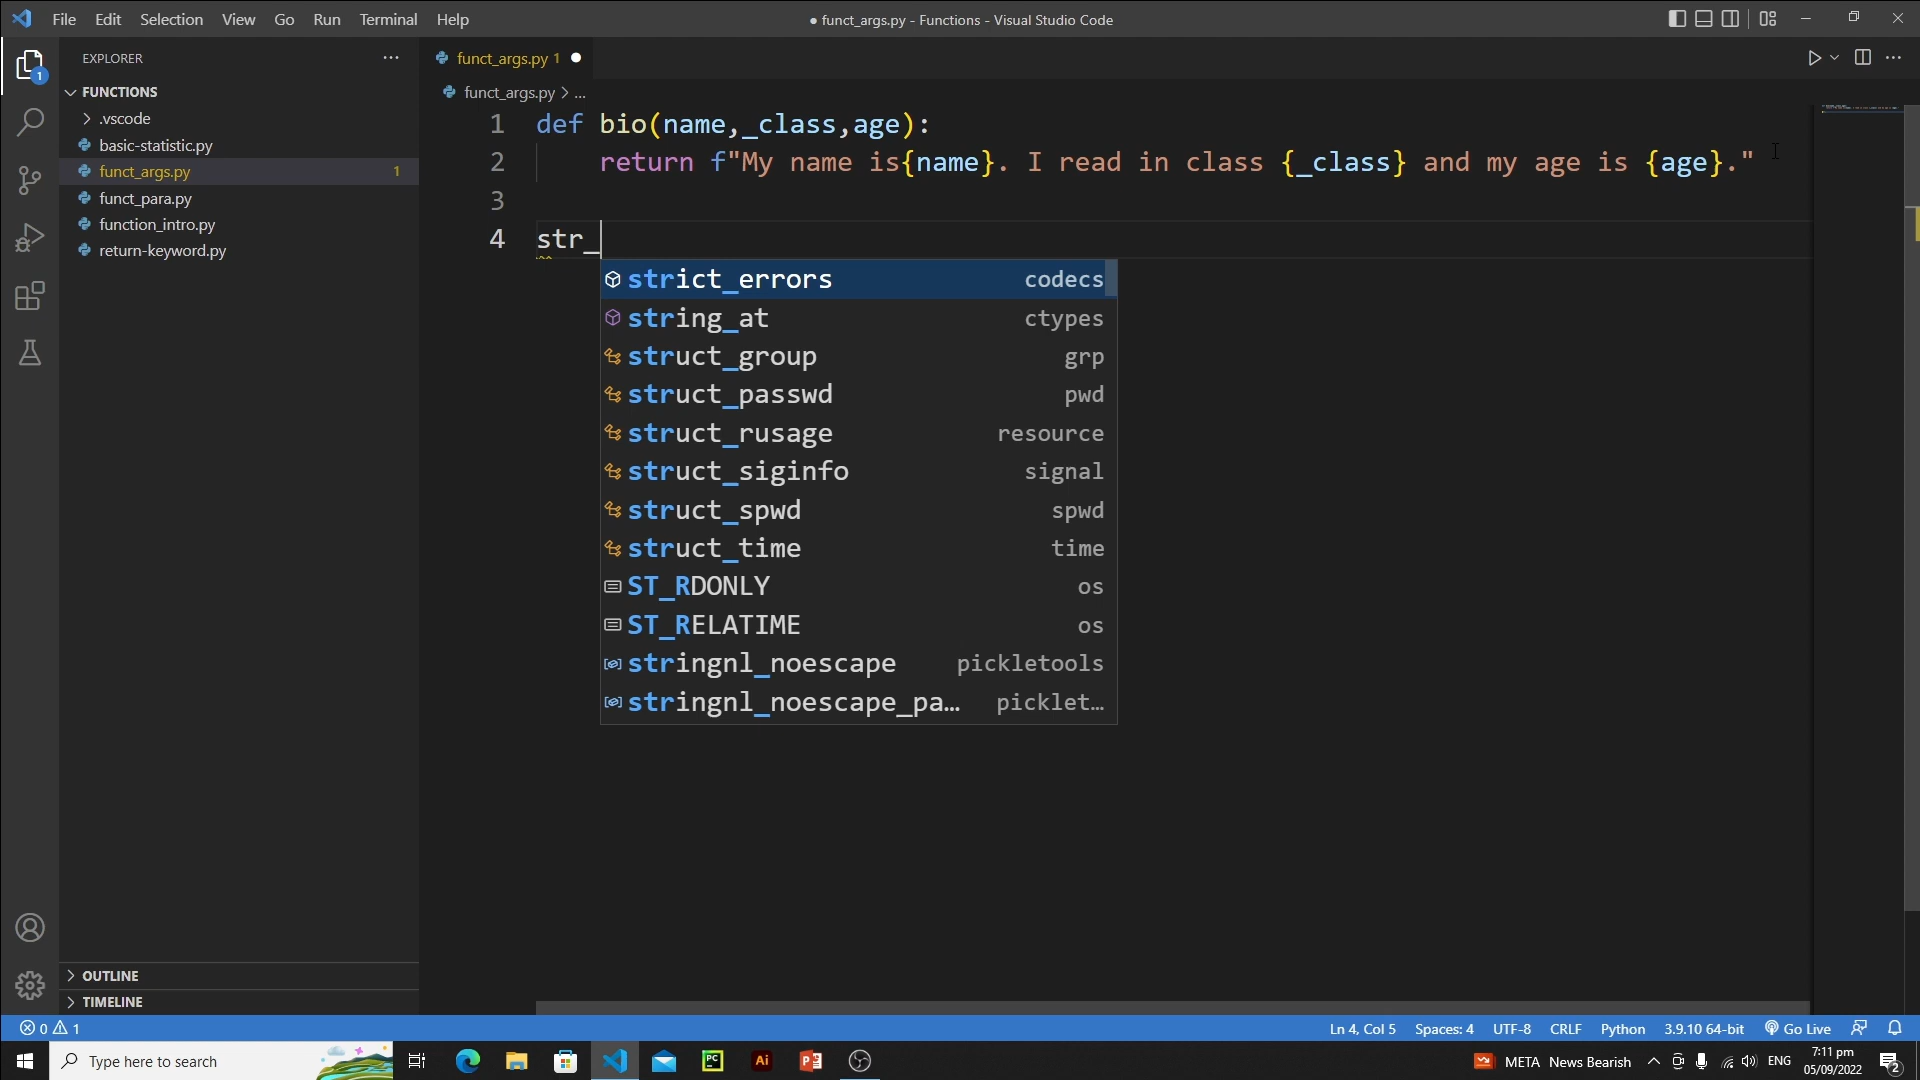 File Edit Selection View Go Run Terminal Help
● funct_args.py - Functions - Visual Studio Code
EXPLORER
FUNCTIONS
.vscode
basic-statistic.py
funct_args.py 1
funct_para.py
function_intro.py
return-keyword.py
OUTLINE
TIMELINE
1
funct_args.py 1 ●
funct_args.py > ...
1 def bio(name,_class,age):
2 return f"My name is{name}. I read in class {_class} and my age is {age}."
3
4 str_
strict_errors codecs
string_at ctypes
struct_group grp
struct_passwd pwd
struct_rusage resource
struct_siginfo signal
struct_spwd spwd
struct_time time
ST_RDONLY os
ST_RELATIME os
stringnl_noescape pickletools
stringnl_noescape_pa… picklet…
0 1 Ln 4, Col 5 Spaces: 4 UTF-8 CRLF Python 3.9.10 64-bit Go Live
Type here to search
PC
Ai
META News Bearish ENG
7:11 pm
05/09/2022
2